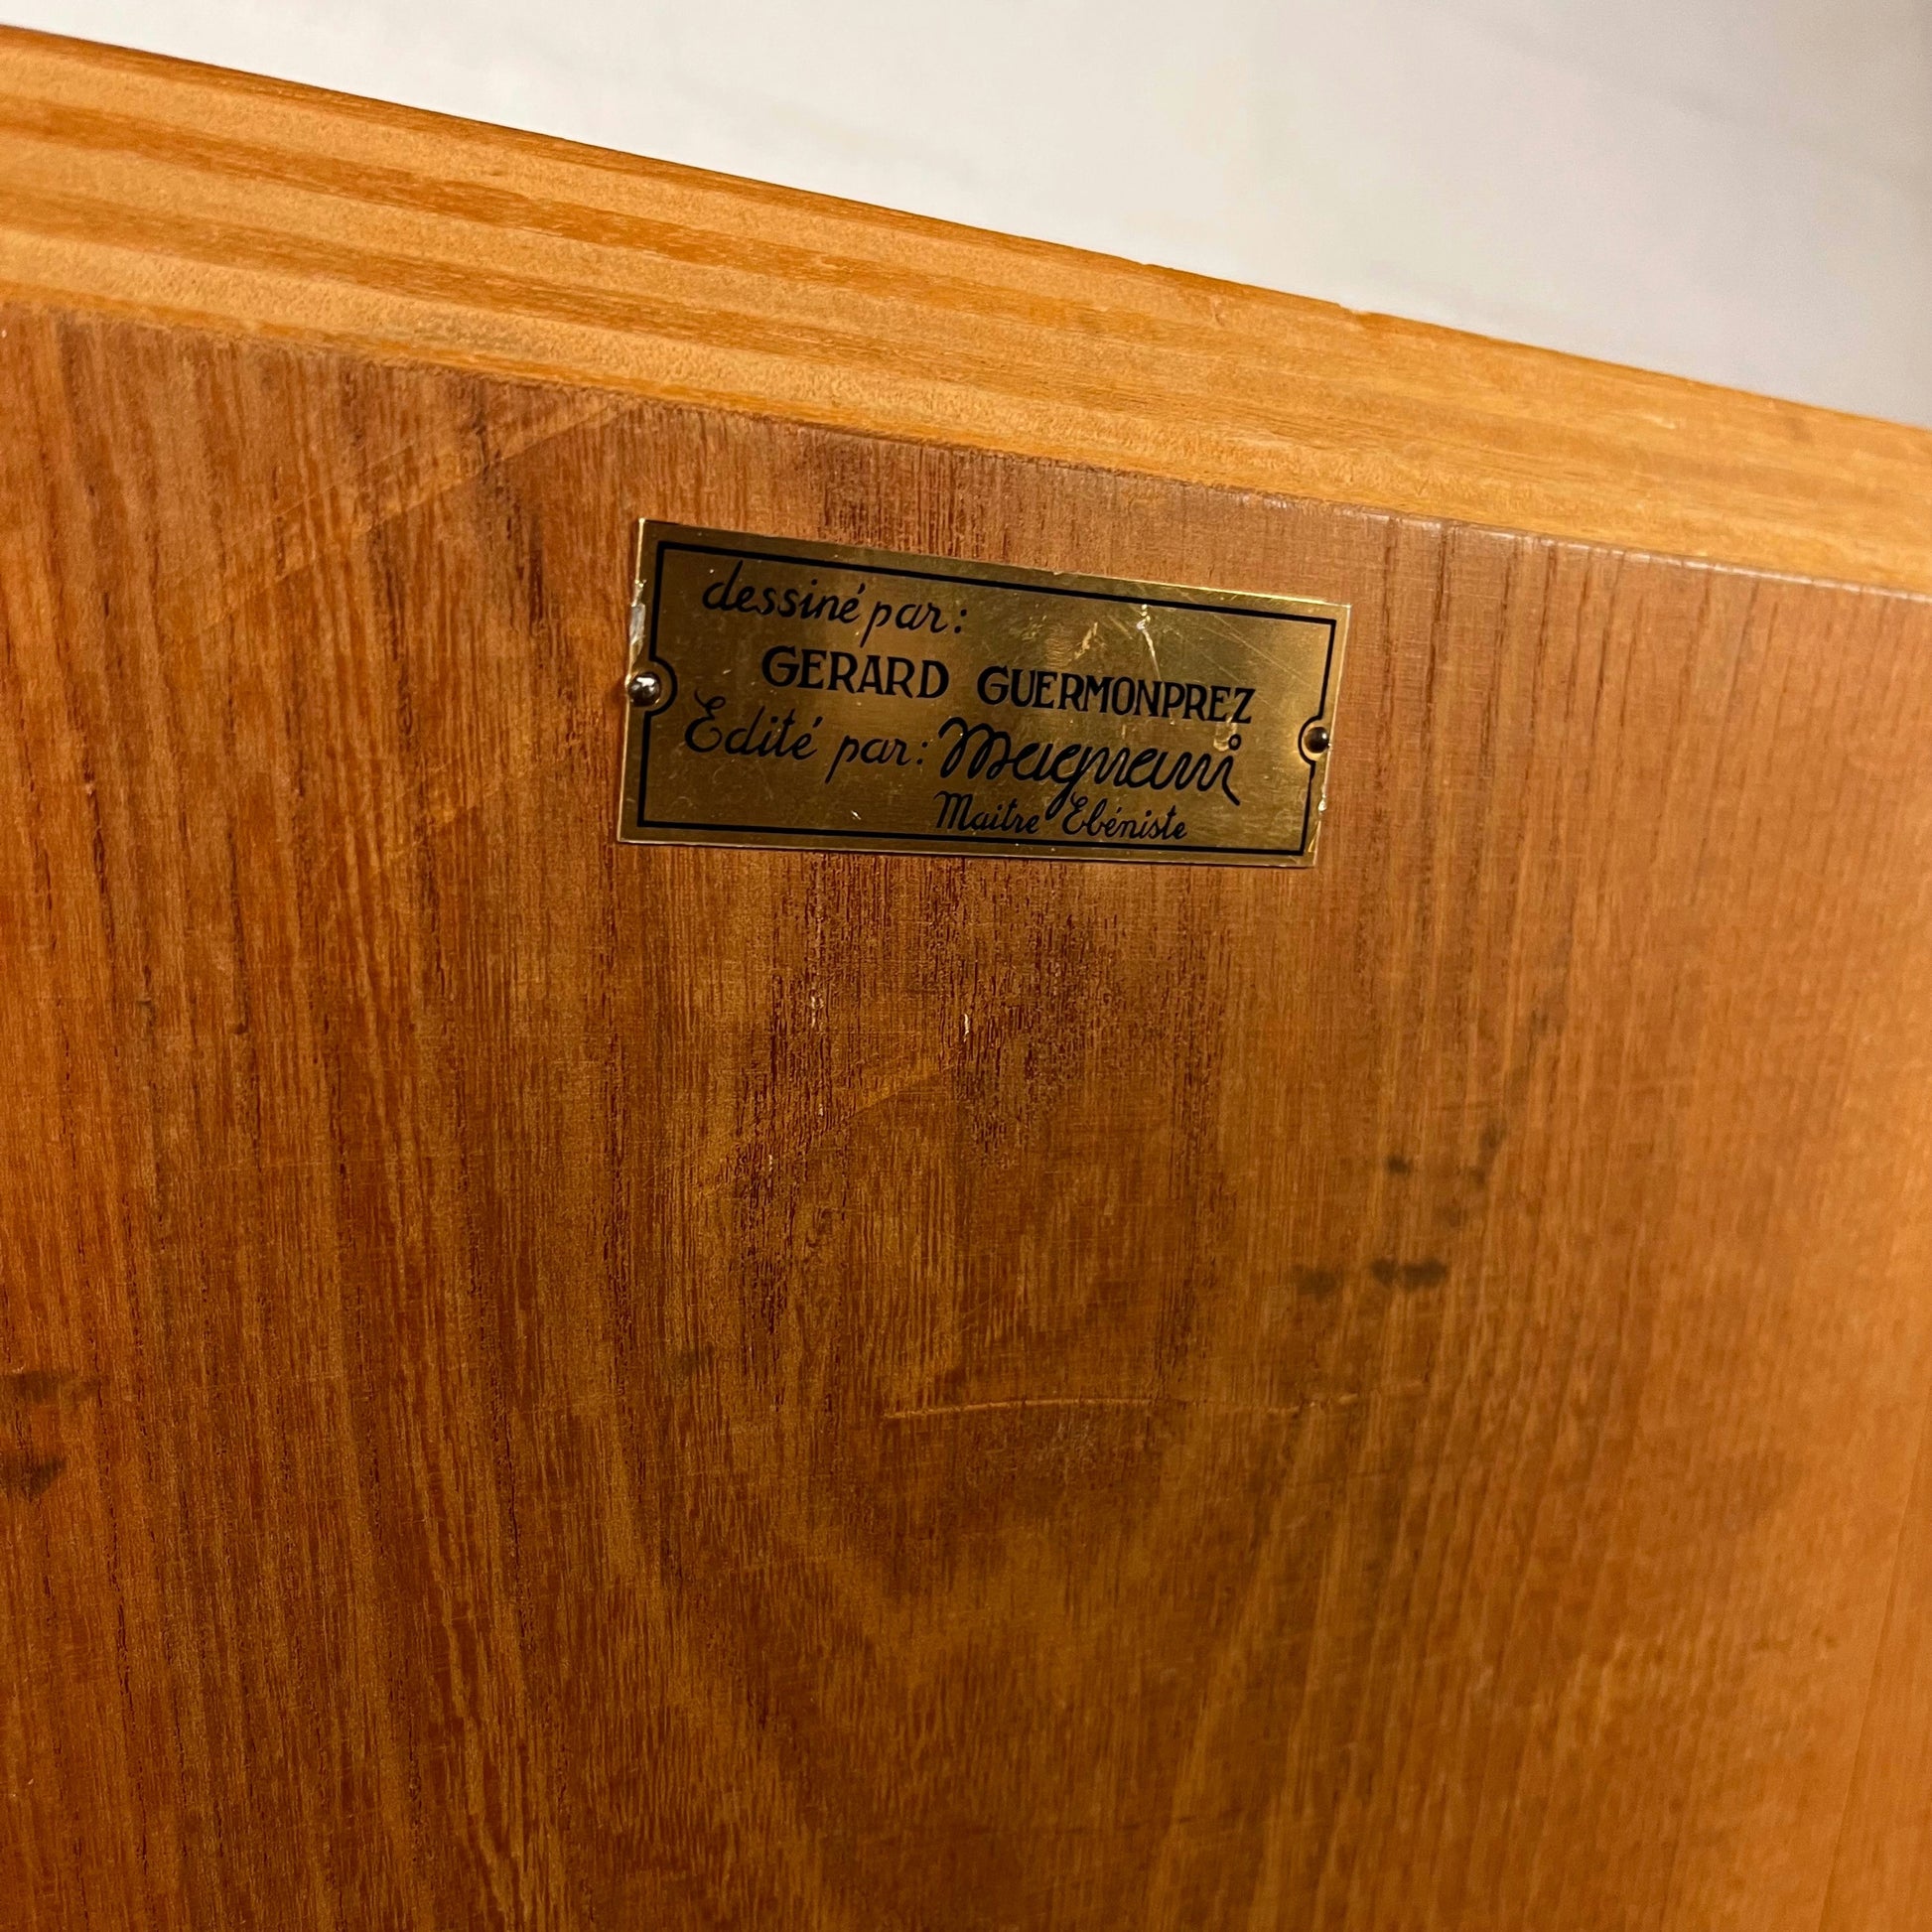 dessiné par:
GERARD GUERMONPREZ
Edité par: Magnani
Maitre Ebéniste